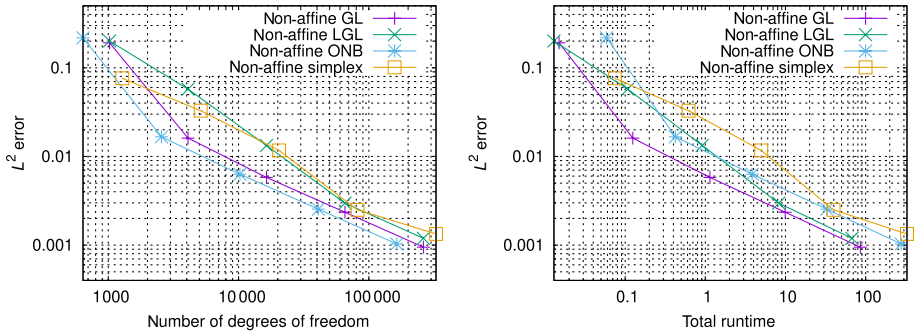 Non-affine GL
Non-affine LGL
Non-affine ONB
Non-affine simplex
0.1
0.01
0.001
L² error
1000
10 000
100 000
Number of degrees of freedom
Non-affine GL
Non-affine LGL
Non-affine ONB
Non-affine simplex
0.1
0.01
0.001
L² error
0.1
1
10
100
Total runtime